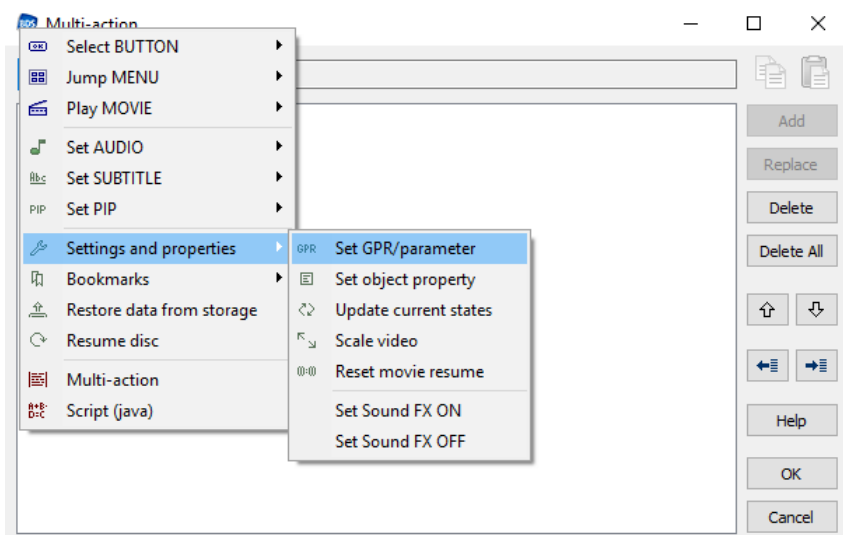 BDS Multi-action
OK Select BUTTON
Jump MENU
Play MOVIE
Set AUDIO
Abc Set SUBTITLE
PIP Set PIP
Settings and properties
Bookmarks
Restore data from storage
Resume disc
Multi-action
A+B- D=C Script (java)
GPR Set GPR/parameter
Set object property
Update current states
Scale video
Reset movie resume
Set Sound FX ON
Set Sound FX OFF
Add
Replace
Delete
Delete All
Help
OK
Cancel